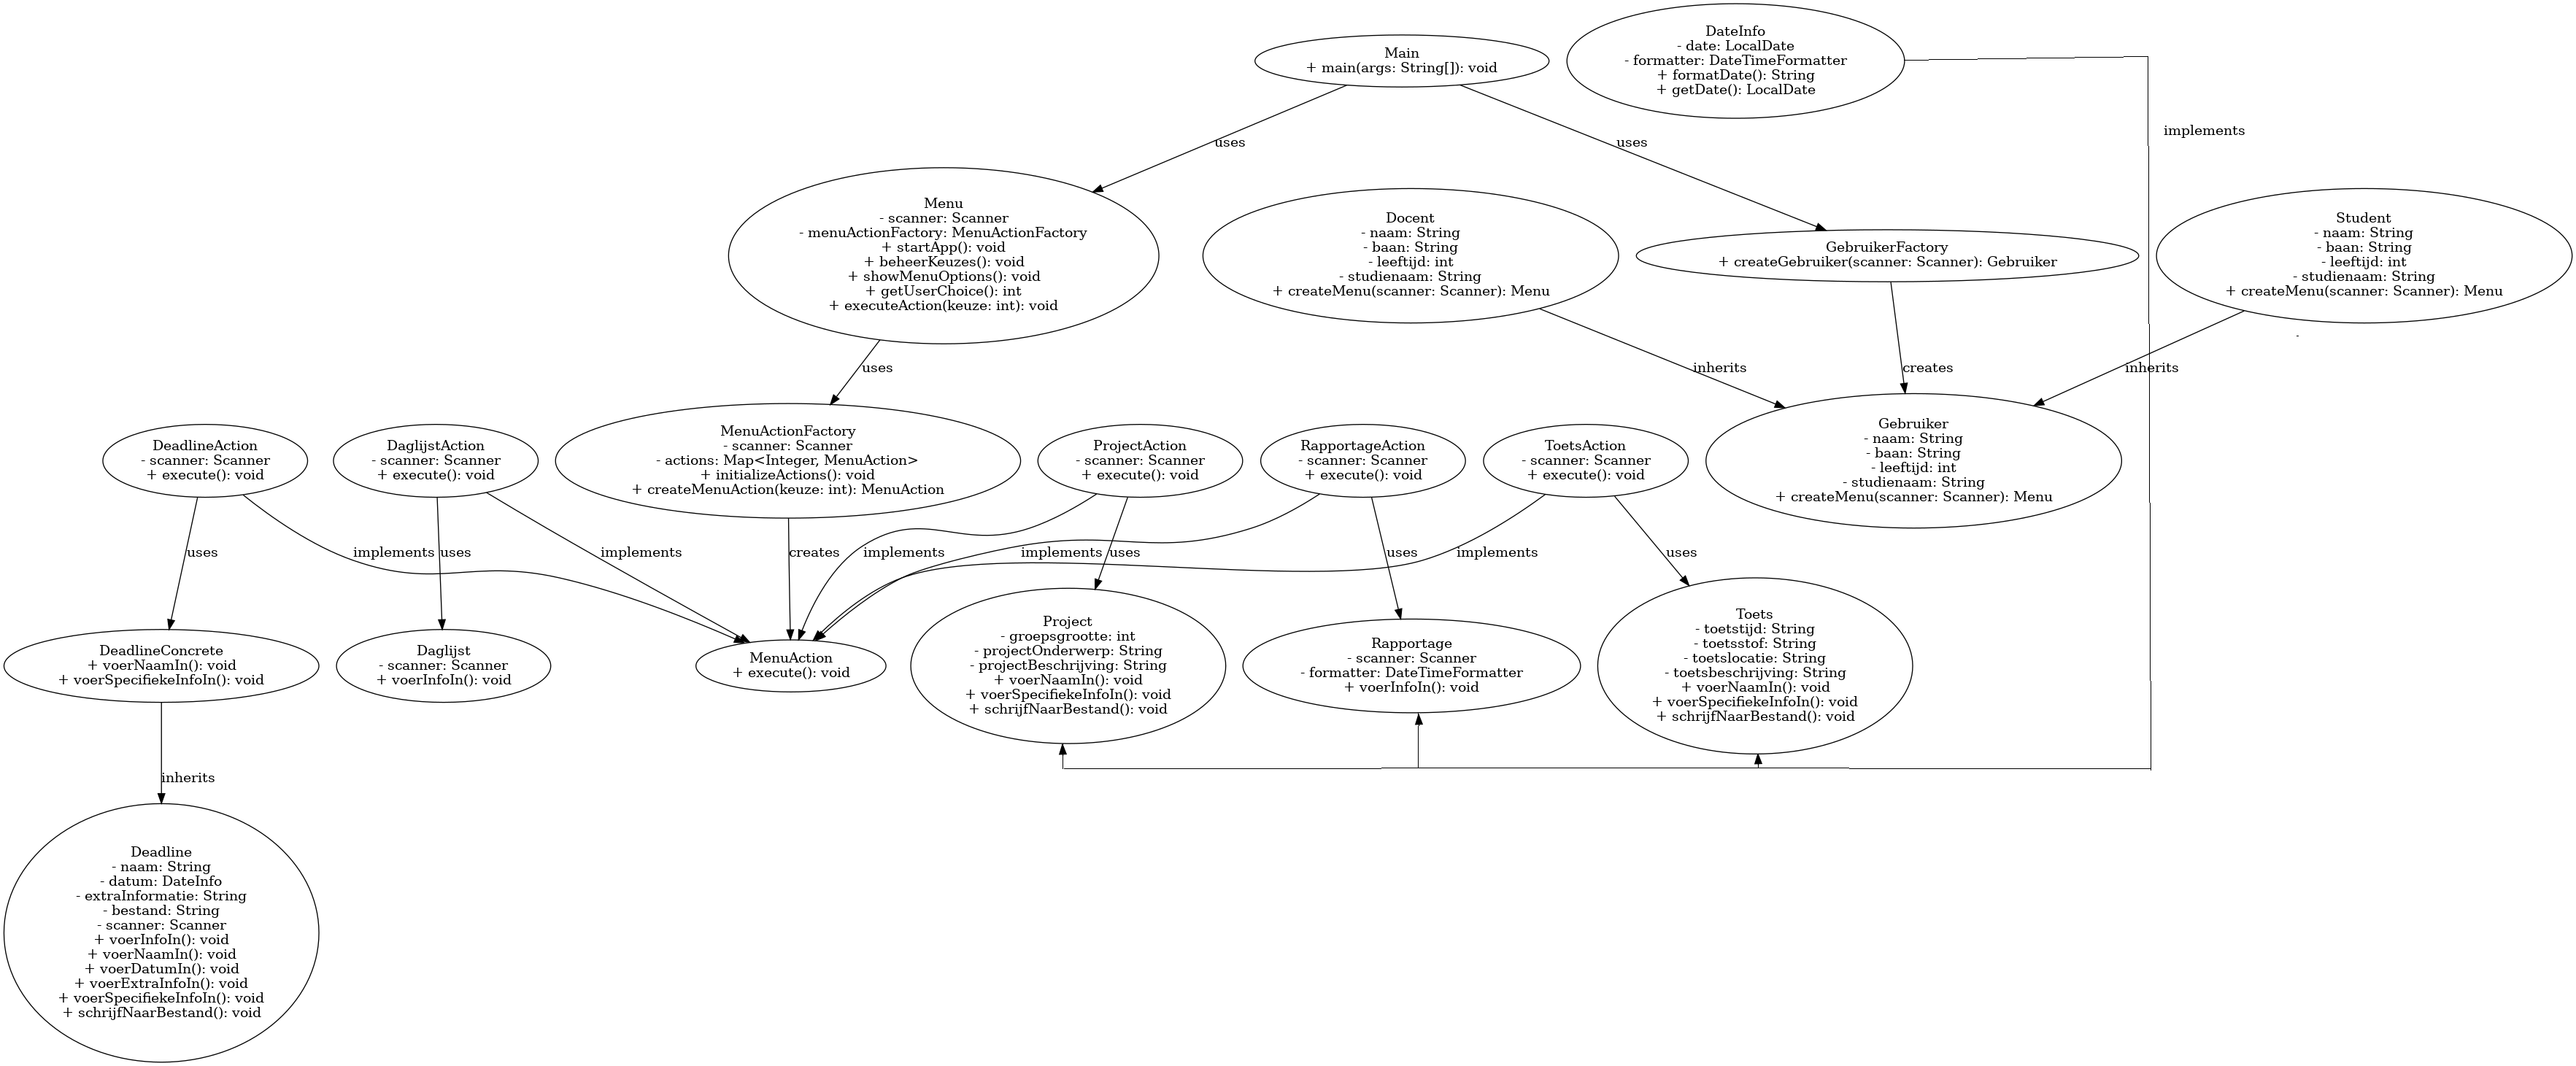 Main
+ main(args: String[]): void
DateInfo
- date: LocalDate
- formatter: DateTimeFormatter
+ formatDate(): String
+ getDate(): LocalDate
implements
uses
uses
Menu
- scanner: Scanner
- menuActionFactory: MenuActionFactory
+ startApp(): void
+ beheerKeuzes(): void
+ showMenuOptions(): void
+ getUserChoice(): int
+ executeAction(keuze: int): void
Docent
- naam: String
- baan: String
- leeftijd: int
- studienaam: String
+ createMenu(scanner: Scanner): Menu
GebruikerFactory
+ createGebruiker(scanner: Scanner): Gebruiker
Student
- naam: String
- baan: String
- leeftijd: int
- studienaam: String
+ createMenu(scanner: Scanner): Menu
uses
inherits
creates
inherits
DeadlineAction
- scanner: Scanner
+ execute(): void
DaglijstAction
- scanner: Scanner
+ execute(): void
MenuActionFactory
- scanner: Scanner
- actions: Map<Integer, MenuAction>
+ initializeActions(): void
+ createMenuAction(keuze: int): MenuAction
ProjectAction
- scanner: Scanner
+ execute(): void
RapportageAction
- scanner: Scanner
+ execute(): void
ToetsAction
- scanner: Scanner
+ execute(): void
Gebruiker
- naam: String
- baan: String
- leeftijd: int
- studienaam: String
+ createMenu(scanner: Scanner): Menu
uses
implements
uses
implements
creates
implements
implements
uses
uses
implements
uses
DeadlineConcrete
+ voerNaamIn(): void
+ voerSpecifiekeInfoIn(): void
Daglijst
- scanner: Scanner
+ voerInfoIn(): void
MenuAction
+ execute(): void
Project
- groepsgrootte: int
- projectOnderwerp: String
- projectBeschrijving: String
+ voerNaamIn(): void
+ voerSpecifiekeInfoIn(): void
+ schrijfNaarBestand(): void
Rapportage
- scanner: Scanner
- formatter: DateTimeFormatter
+ voerInfoIn(): void
Toets
- toetstijd: String
- toetsstof: String
- toetslocatie: String
- toetsbeschrijving: String
+ voerNaamIn(): void
+ voerSpecifiekeInfoIn(): void
+ schrijfNaarBestand(): void
inherits
Deadline
- naam: String
- datum: DateInfo
- extraInformatie: String
- bestand: String
- scanner: Scanner
+ voerInfoIn(): void
+ voerNaamIn(): void
+ voerDatumIn(): void
+ voerExtraInfoIn(): void
+ voerSpecifiekeInfoIn(): void
+ schrijfNaarBestand(): void